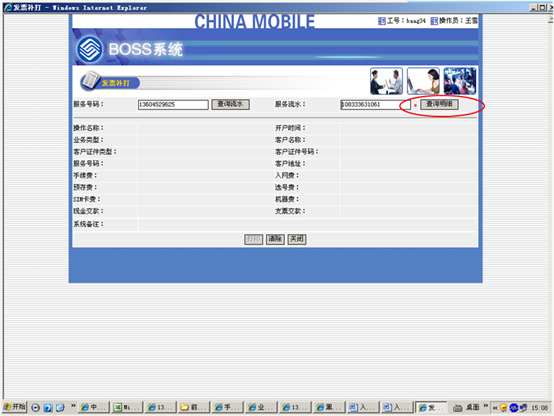 发票补打 - Windows Internet Explorer
CHINA MOBILE
工号：bang34 操作员：王雪
BOSS系统
发票补打
服务号码： 13604529625 查询流水 服务流水： 108333631061 * 查询明细
操作名称： 开户时间：
业务类型： 客户名称：
客户证件类型： 客户证件号码：
服务号码： 客户地址：
手续费： 入网费：
预存费： 选号费：
SIM卡费： 机器费：
现金交款： 支票交款：
系统备注：
打印 清除 关闭
开始 » 中... Mi... 13... 前... 手... 业... 13... 黑... 入... 入... 发... 桌面 » 15:08